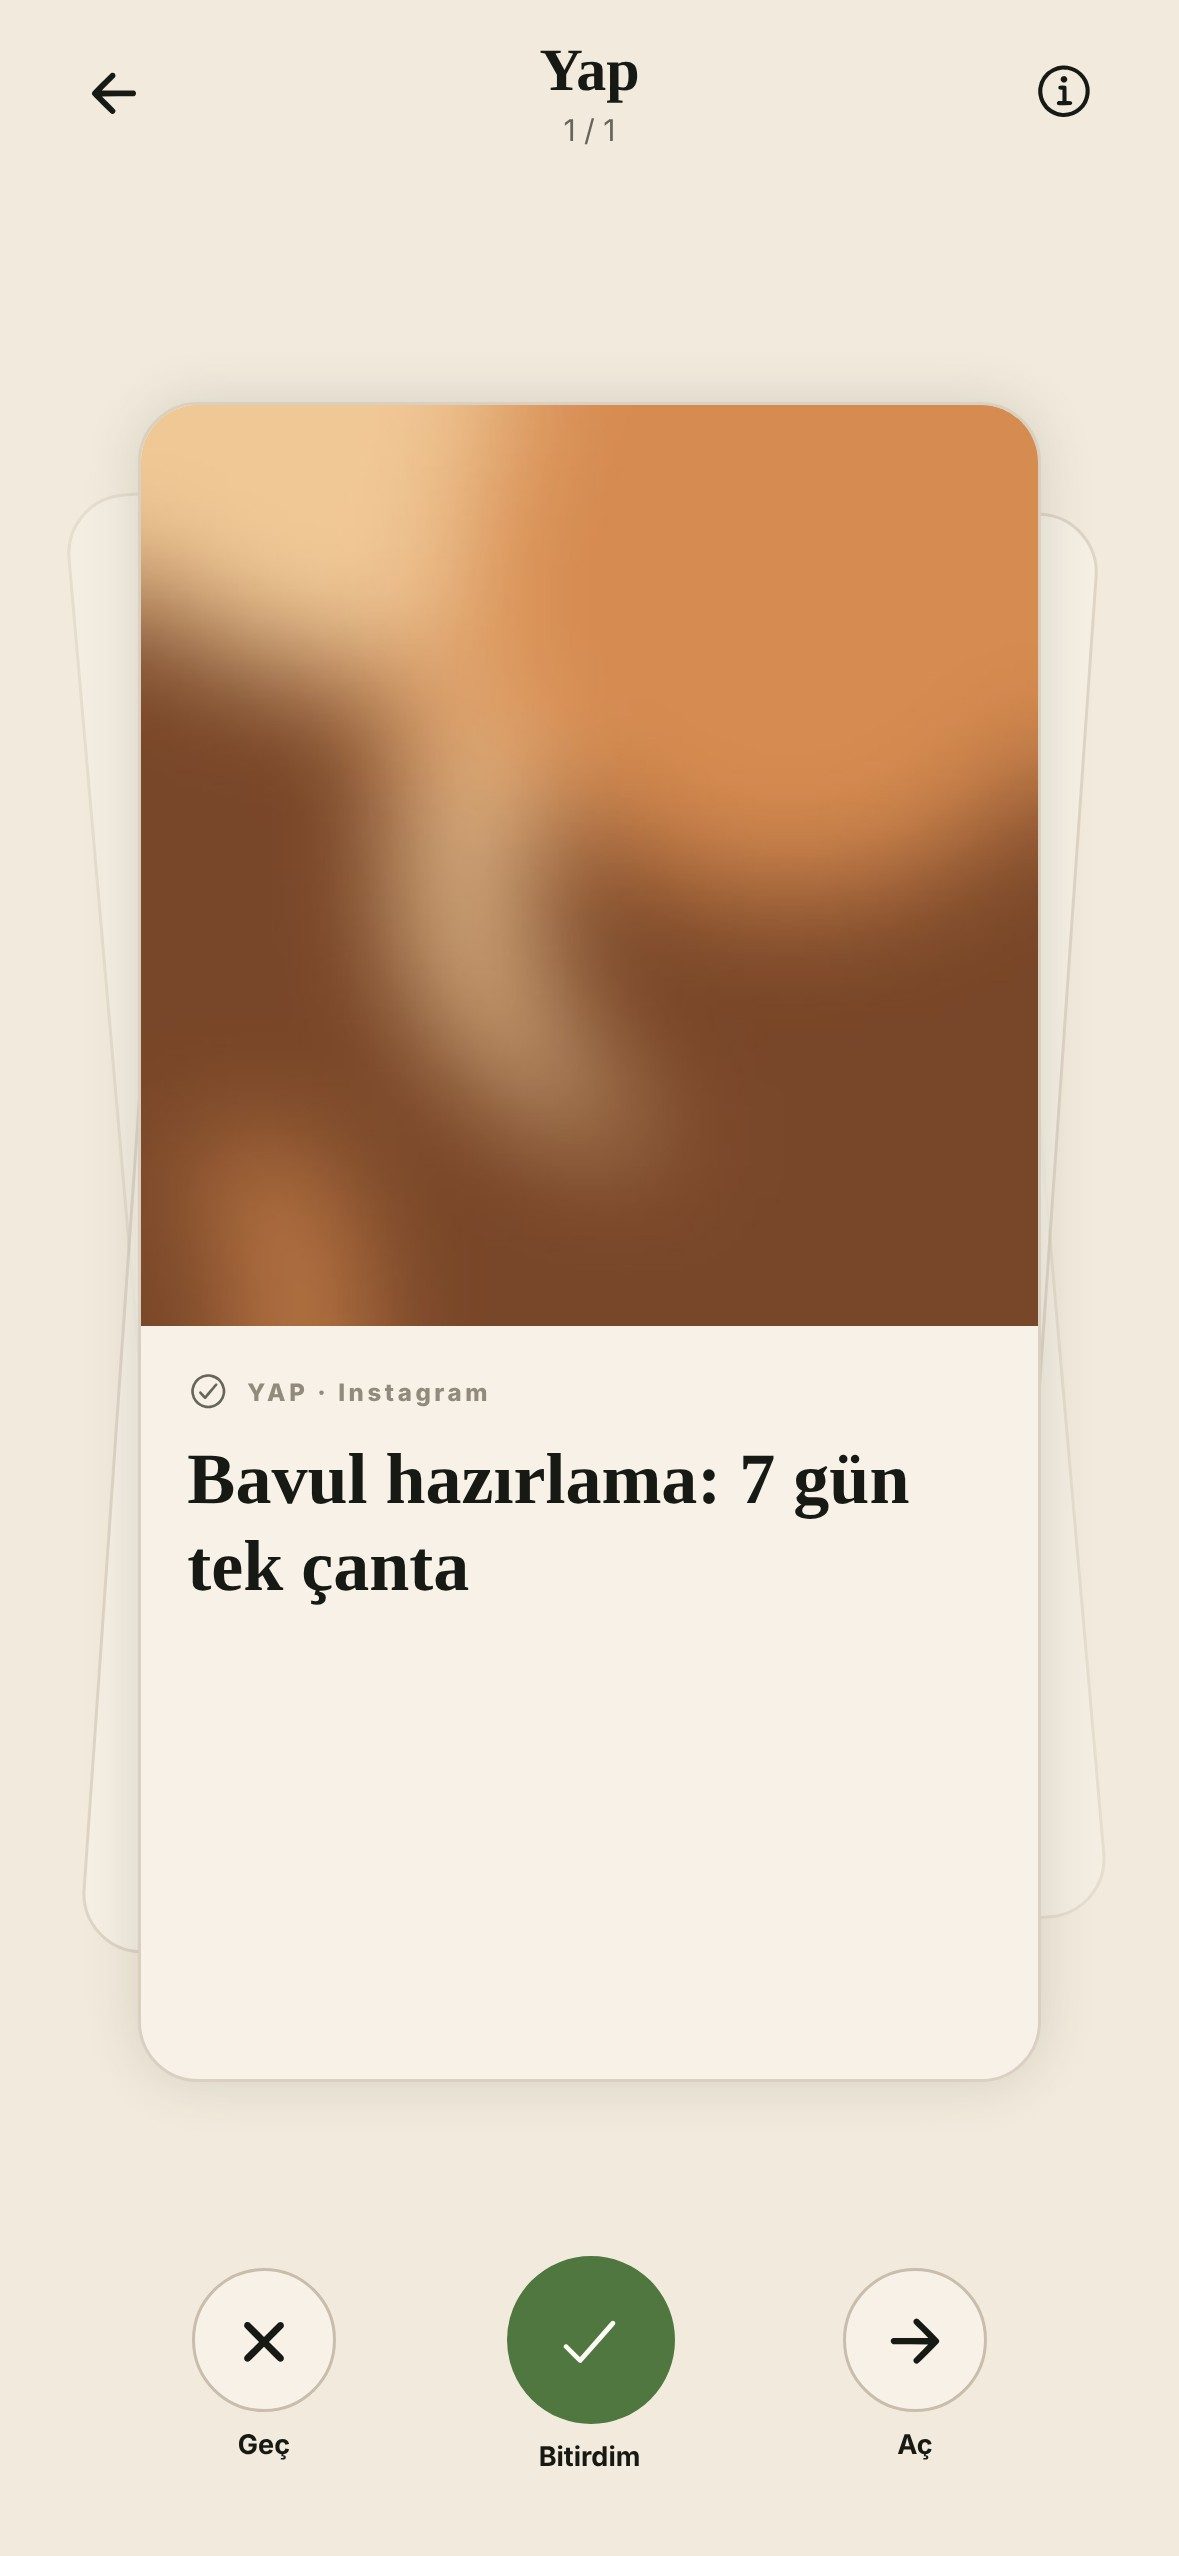 Yap
1 / 1
YAP · Instagram
Bavul hazırlama: 7 gün
tek çanta
Geç
Bitirdim
Aç